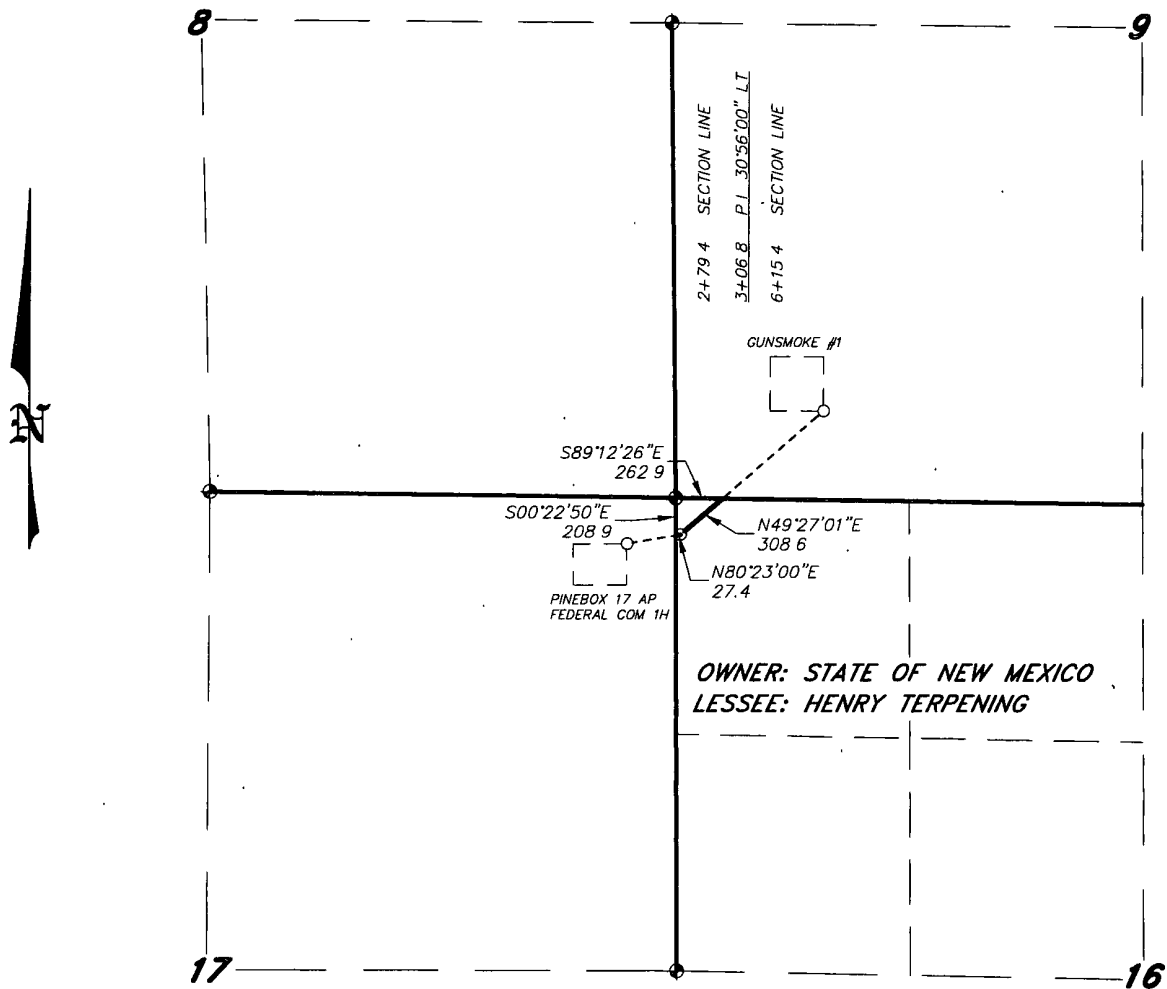 8
9
2+79 4 SECTION LINE
3+06 8 P I 30°56'00" LT
6+15 4 SECTION LINE
GUNSMOKE #1
S89°12'26"E
262 9
S00°22'50"E
208 9
N49°27'01"E
308 6
N80°23'00"E
27.4
PINEBOX 17 AP
FEDERAL COM 1H
N
OWNER: STATE OF NEW MEXICO
LESSEE: HENRY TERPENING
17
16